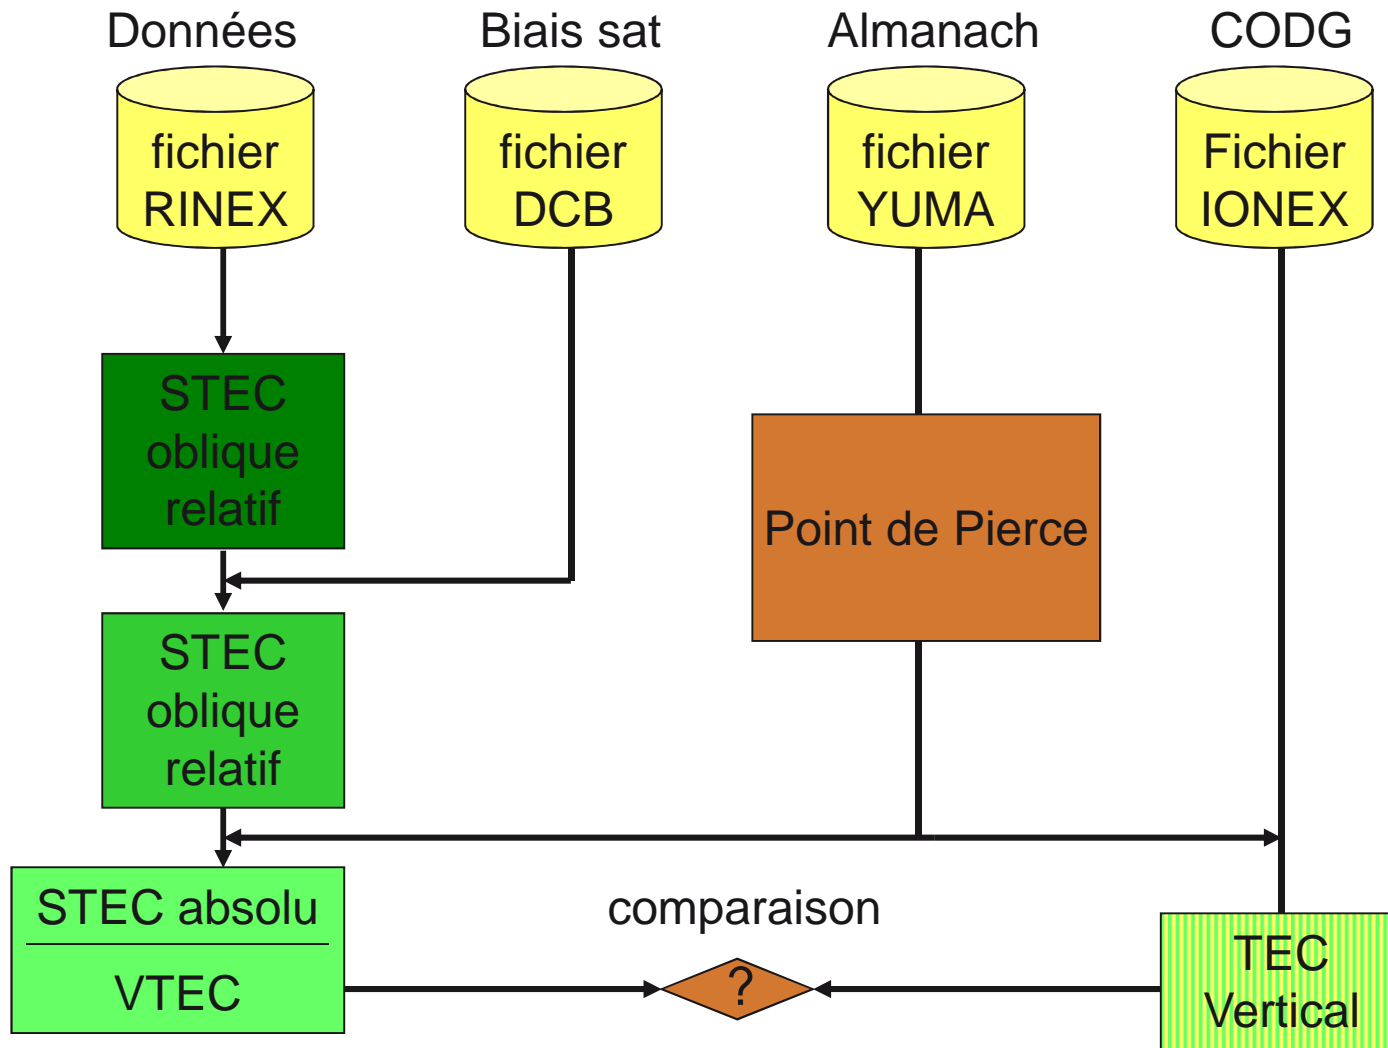 Données
Biais sat
Almanach
CODG
fichier
RINEX
fichier
DCB
fichier
YUMA
Fichier
IONEX
STEC
oblique
relatif
Point de Pierce
STEC
oblique
relatif
STEC absolu
VTEC
comparaison
?
TEC
Vertical